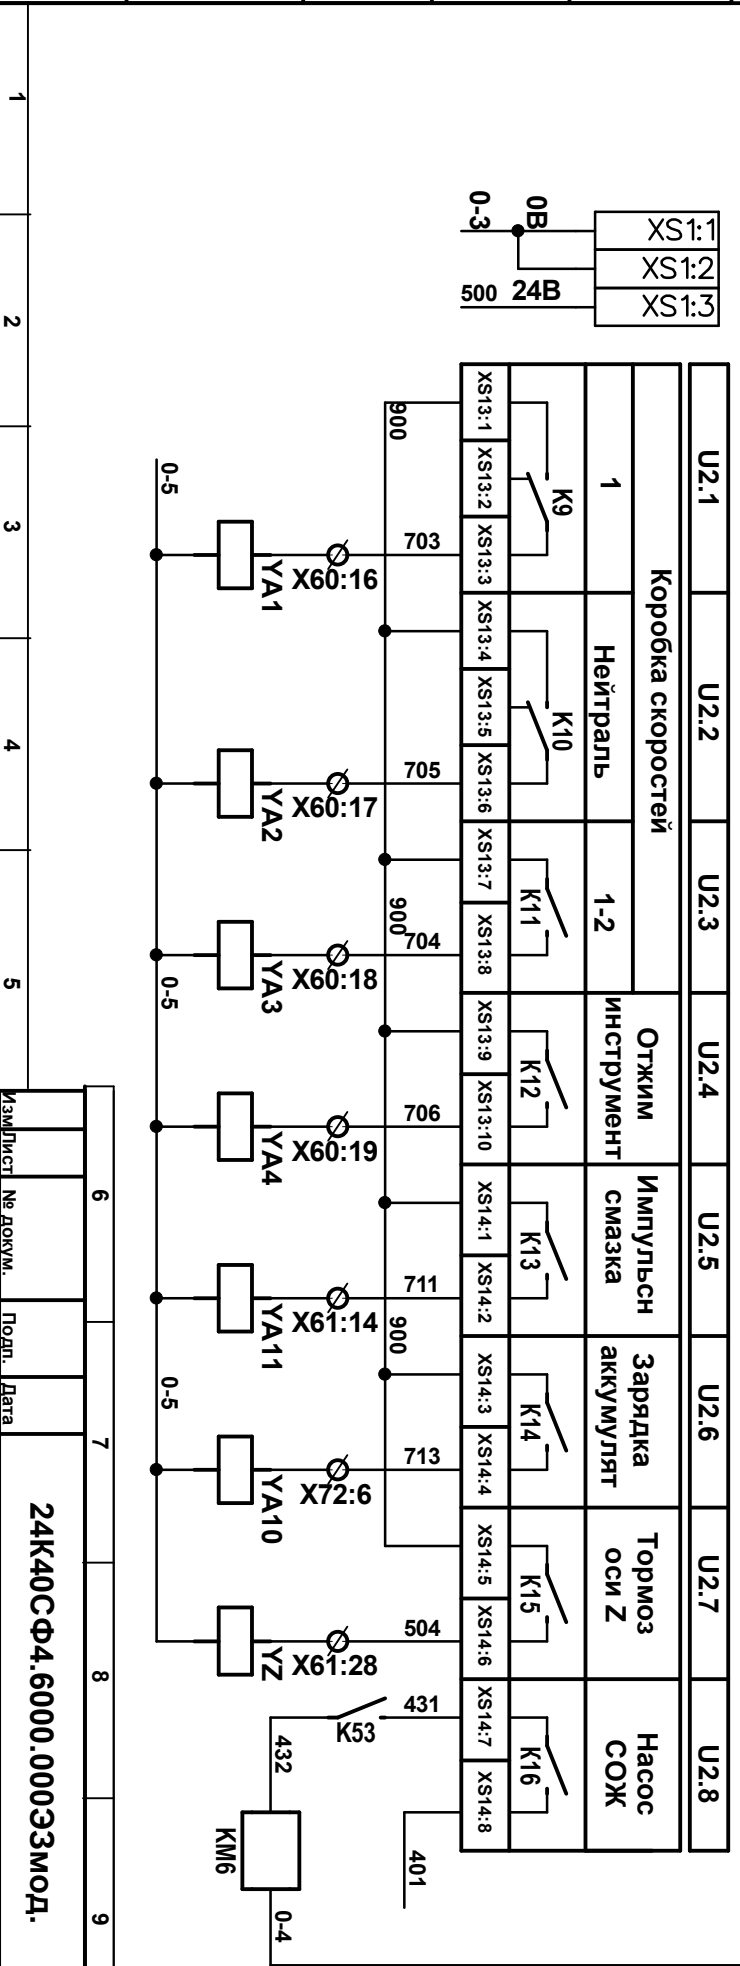 XS1:1
XS1:2
XS1:3
0В
0-3
24В
500
U2.1
U2.2
U2.3
U2.4
U2.5
U2.6
U2.7
U2.8
Коробка скоростей
1
Нейтраль
1-2
Отжим
инструмент
Импульсн
смазка
Зарядка
аккумулят
Тормоз
оси Z
Насос
СОЖ
K9
K10
K11
K12
K13
K14
K15
K16
XS13:1
XS13:2
XS13:3
XS13:4
XS13:5
XS13:6
XS13:7
XS13:8
XS13:9
XS13:10
XS14:1
XS14:2
XS14:3
XS14:4
XS14:5
XS14:6
XS14:7
XS14:8
900
703
705
900
704
706
711
900
713
504
431
401
X60:16
X60:17
X60:18
X60:19
X61:14
X72:6
X61:28
K53
YA1
YA2
YA3
YA4
YA11
YA10
YZ
432
KM6
0-4
0-5
0-5
0-5
1
2
3
4
5
6
7
8
9
Изм
Лист
№ докум.
Подп.
Дата
24К40СФ4.6000.000ЭЗмод.